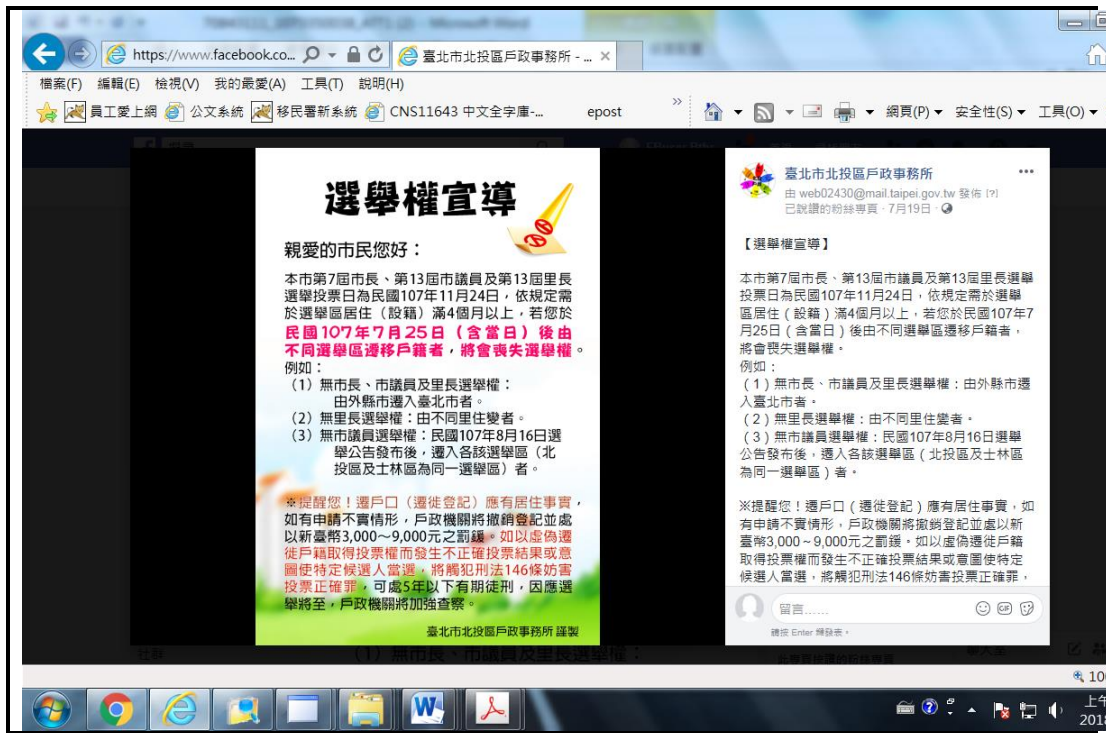 https://www.facebook.co...
臺北市北投區戶政事務所 - ...
檔案(F) 編輯(E) 檢視(V) 我的最愛(A) 工具(T) 說明(H)
員工愛上網 公文系統 移民署新系統 CNS11643 中文全字庫-... epost
網頁(P) 安全性(S) 工具(O)
選舉權宣導
親愛的市民您好：
本市第7屆市長、第13屆市議員及第13屆里長
選舉投票日為民國107年11月24日，依規定需
於選舉區居住（設籍）滿4個月以上，若您於
民國107年7月25日（含當日）後由
不同選舉區遷移戶籍者，將會喪失選舉權。
例如：
（1）無市長、市議員及里長選舉權：
由外縣市遷入臺北市者。
（2）無里長選舉權：由不同里住變者。
（3）無市議員選舉權：民國107年8月16日選
舉公告發布後，遷入各該選舉區（北
投區及士林區為同一選舉區）者。
※提醒您！遷戶口（遷徙登記）應有居住事實，
如有申請不實情形，戶政機關將撤銷登記並處
以新臺幣3,000～9,000元之罰鍰。如以虛偽遷
徙戶籍取得投票權而發生不正確投票結果或意
圖使特定候選人當選，將觸犯刑法146條妨害
投票正確罪，可處5年以下有期徒刑，因應選
舉將至，戶政機關將加強查察。
臺北市北投區戶政事務所 謹製
臺北市北投區戶政事務所
由 web02430@mail.taipei.gov.tw 發佈 [?]
已說讚的粉絲專頁 · 7月19日 ·
【選舉權宣導】
本市第7屆市長、第13屆市議員及第13屆里長選舉
投票日為民國107年11月24日，依規定需於選舉
區居住（設籍）滿4個月以上，若您於民國107年7
月25日（含當日）後由不同選舉區遷移戶籍者，
將會喪失選舉權。
例如：
（1）無市長、市議員及里長選舉權：由外縣市遷
入臺北市者。
（2）無里長選舉權：由不同里住變者。
（3）無市議員選舉權：民國107年8月16日選舉
公告發布後，遷入各該選舉區（北投區及士林區
為同一選舉區）者。
※提醒您！遷戶口（遷徙登記）應有居住事實，如
有申請不實情形，戶政機關將撤銷登記並處以新
臺幣3,000～9,000元之罰鍰。如以虛偽遷徙戶籍
取得投票權而發生不正確投票結果或意圖使特定
候選人當選，將觸犯刑法146條妨害投票正確罪，
留言......
請按 Enter 鍵發表。
社群
（1）無市長、市議員及里長選舉權：
上午
2018